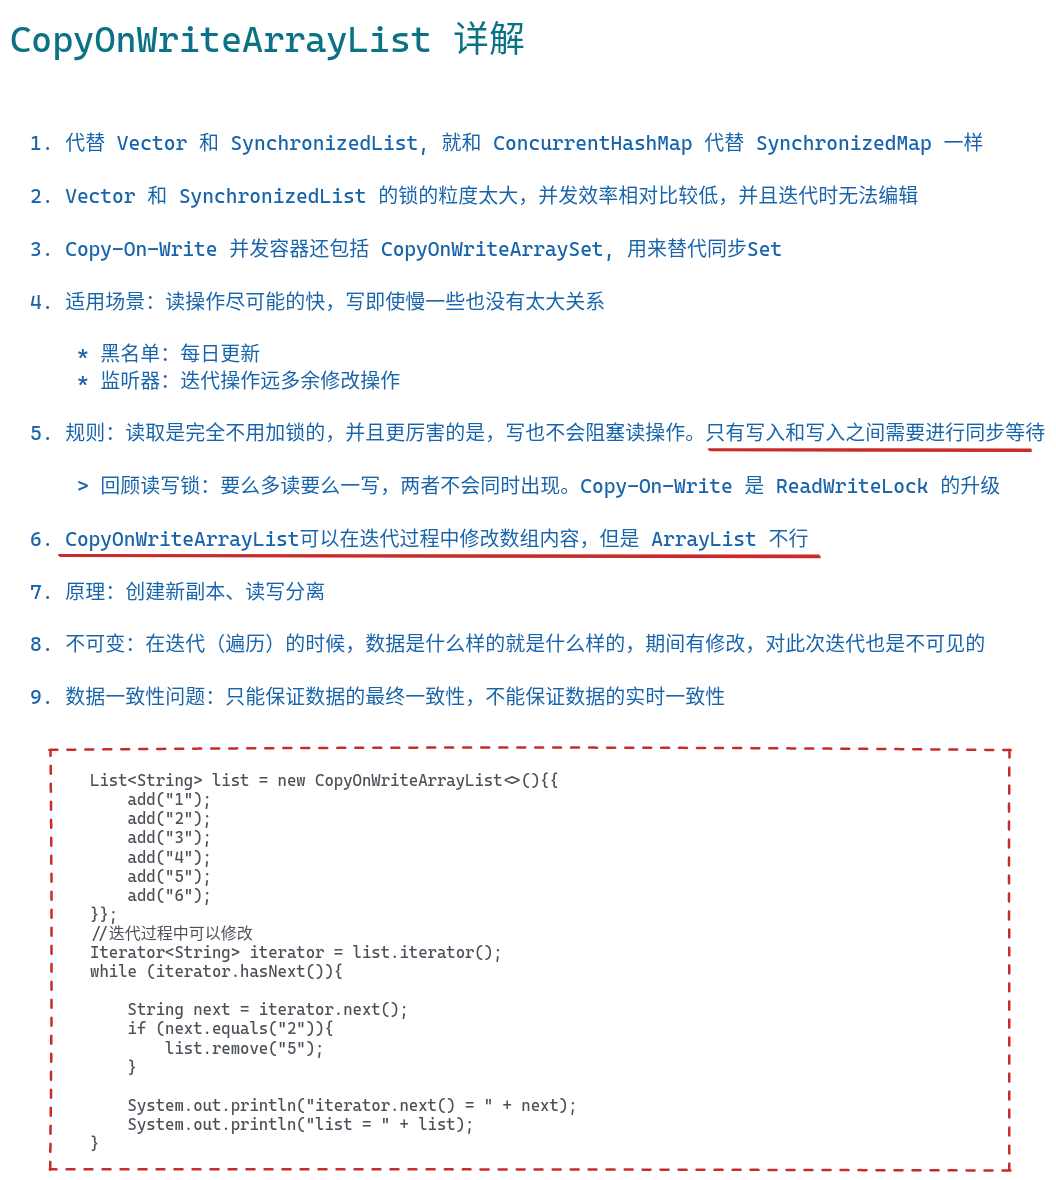 CopyOnWriteArrayList 详解
1. 代替 Vector 和 SynchronizedList, 就和 ConcurrentHashMap 代替 SynchronizedMap 一样
2. Vector 和 SynchronizedList 的锁的粒度太大，并发效率相对比较低，并且迭代时无法编辑
3. Copy-On-Write 并发容器还包括 CopyOnWriteArraySet, 用来替代同步Set
4. 适用场景：读操作尽可能的快，写即使慢一些也没有太大关系
* 黑名单：每日更新
* 监听器：迭代操作远多余修改操作
5. 规则：读取是完全不用加锁的，并且更厉害的是，写也不会阻塞读操作。只有写入和写入之间需要进行同步等待
> 回顾读写锁：要么多读要么一写，两者不会同时出现。Copy-On-Write 是 ReadWriteLock 的升级
6. CopyOnWriteArrayList可以在迭代过程中修改数组内容，但是 ArrayList 不行
7. 原理：创建新副本、读写分离
8. 不可变：在迭代（遍历）的时候，数据是什么样的就是什么样的，期间有修改，对此次迭代也是不可见的
9. 数据一致性问题：只能保证数据的最终一致性，不能保证数据的实时一致性
List<String> list = new CopyOnWriteArrayList<>(){{
add("1");
add("2");
add("3");
add("4");
add("5");
add("6");
}};
//迭代过程中可以修改
Iterator<String> iterator = list.iterator();
while (iterator.hasNext()){
String next = iterator.next();
if (next.equals("2")){
list.remove("5");
}
System.out.println("iterator.next() = " + next);
System.out.println("list = " + list);
}